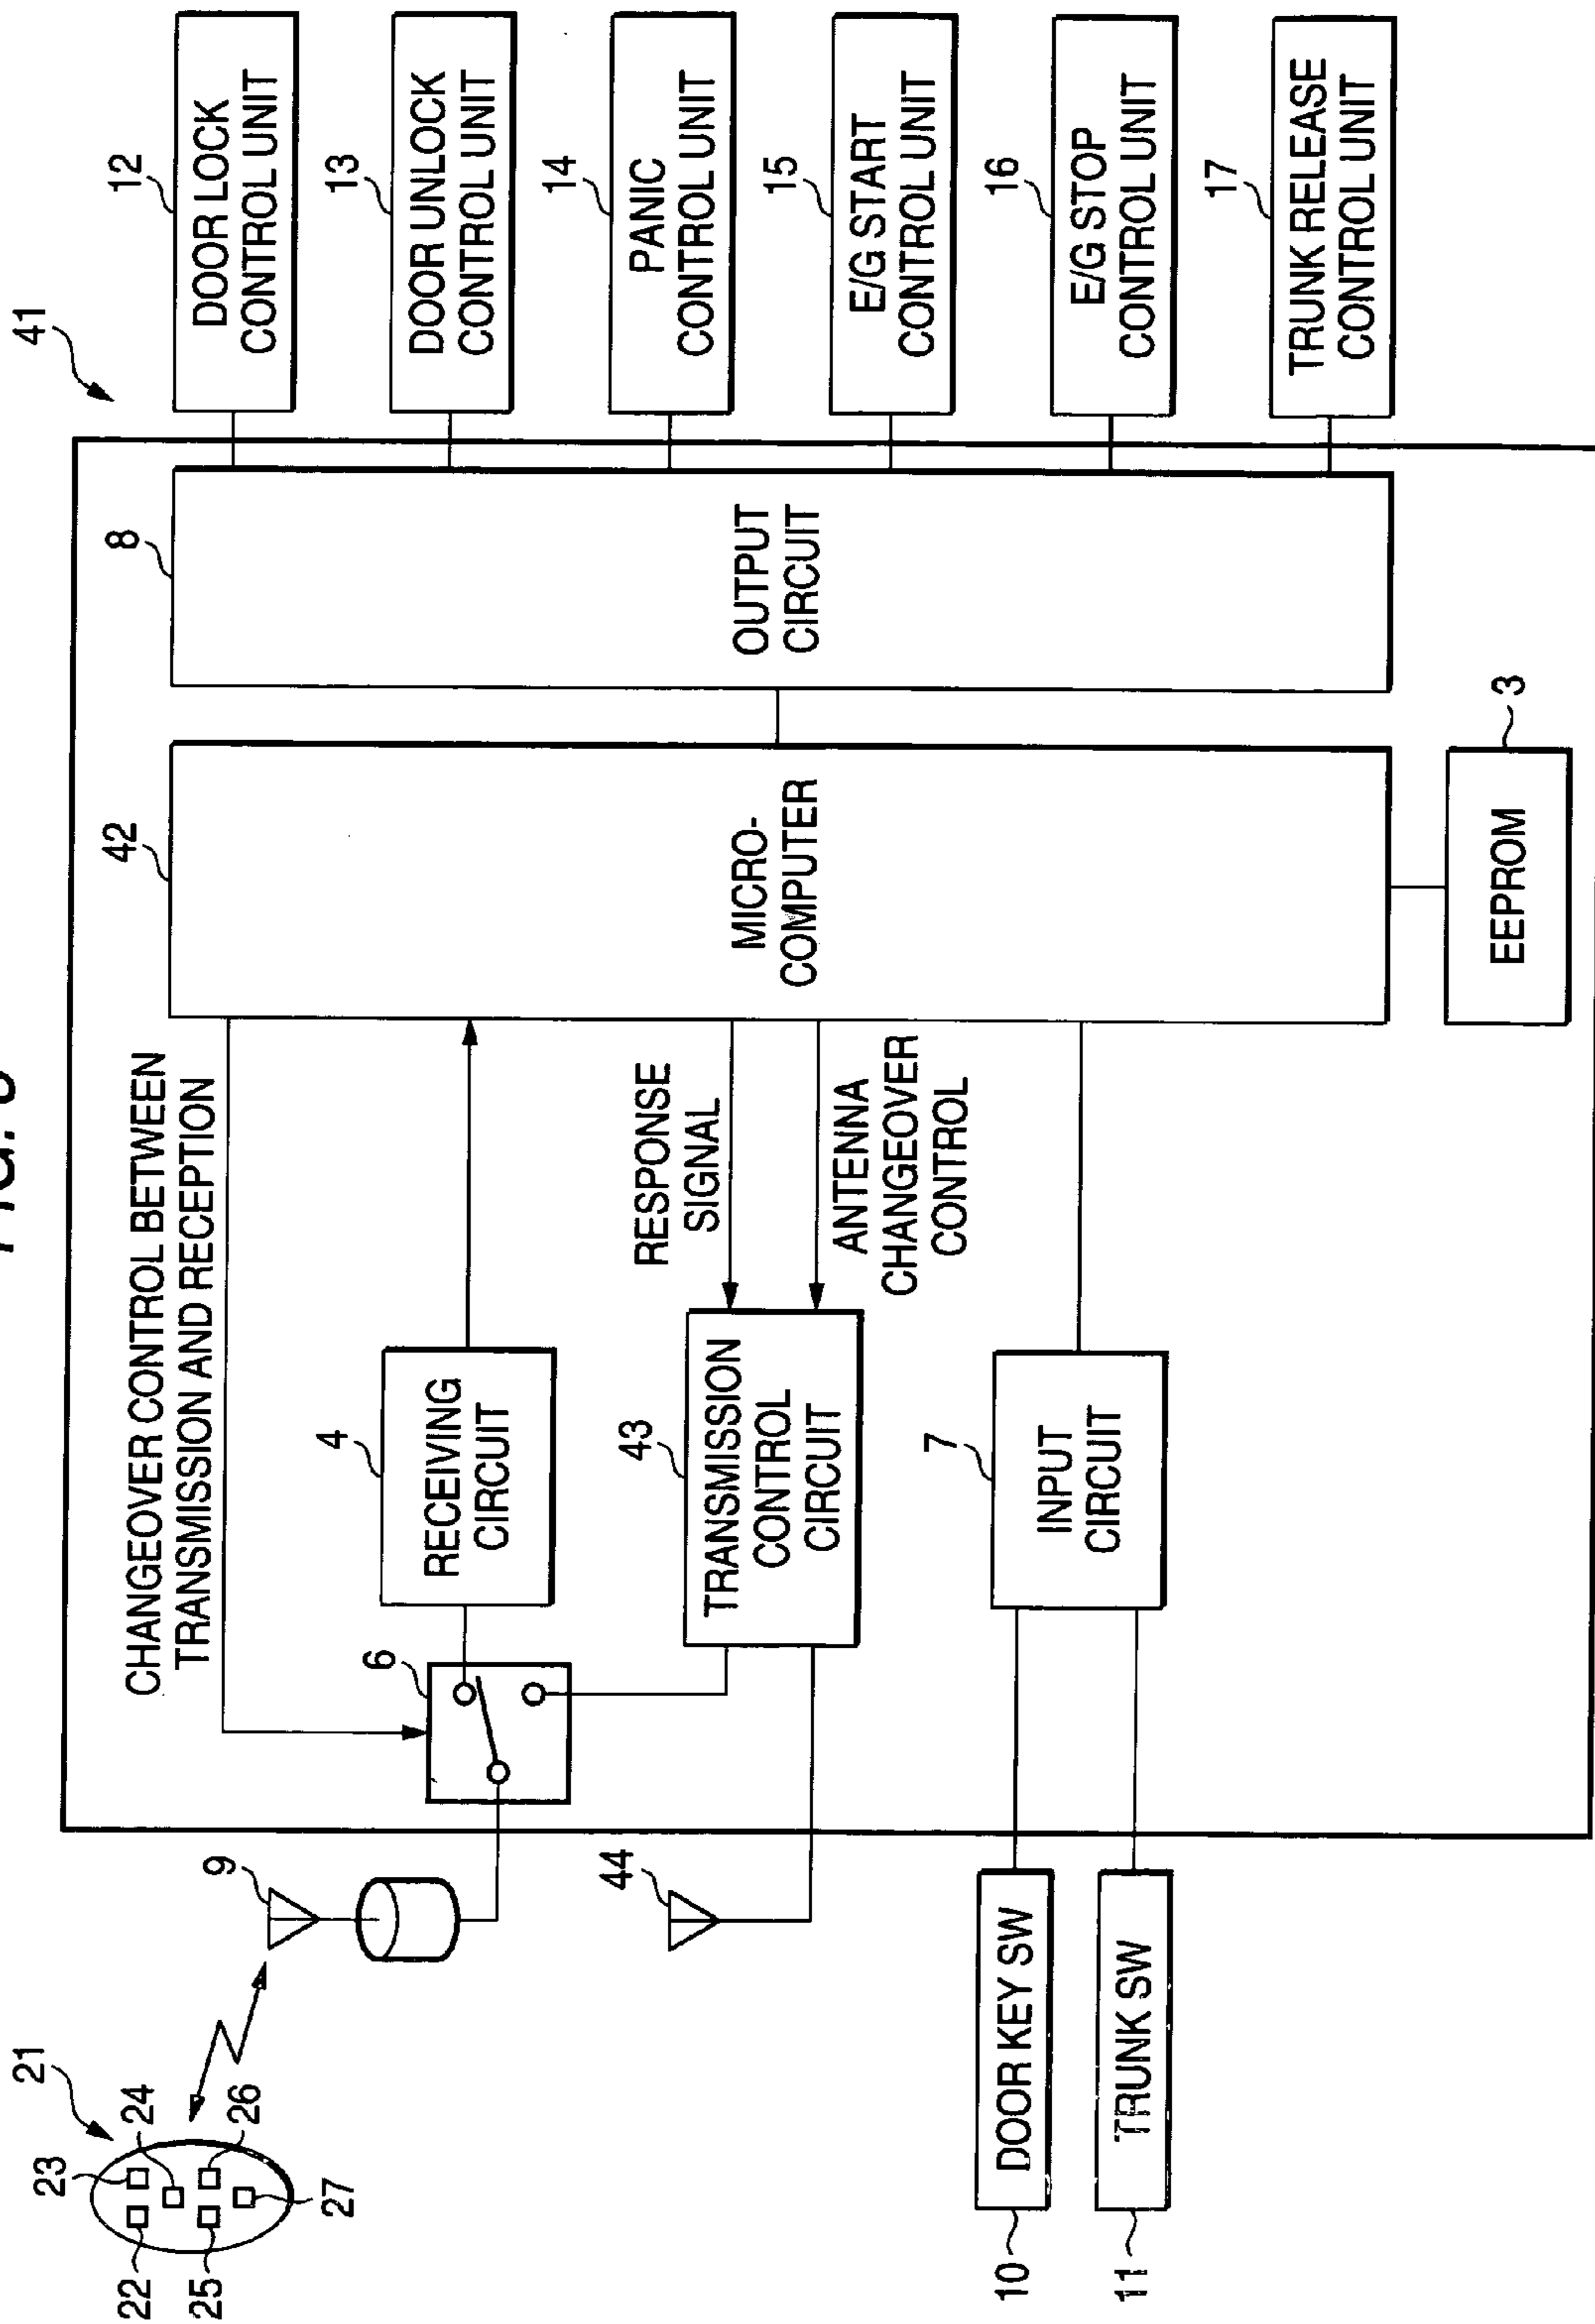 21
23
24
22
25
26
27
9
44
DOOR KEY SW
10
TRUNK SW
11
CHANGEOVER CONTROL BETWEEN
TRANSMISSION AND RECEPTION
6
4
RECEIVING
CIRCUIT
43
TRANSMISSION
CONTROL
CIRCUIT
RESPONSE
SIGNAL
ANTENNA
CHANGEOVER
CONTROL
7
INPUT
CIRCUIT
42
MICRO-
COMPUTER
EEPROM
3
8
OUTPUT
CIRCUIT
41
12
DOOR LOCK
CONTROL UNIT
13
DOOR UNLOCK
CONTROL UNIT
14
PANIC
CONTROL UNIT
15
E/G START
CONTROL UNIT
16
E/G STOP
CONTROL UNIT
17
TRUNK RELEASE
CONTROL UNIT